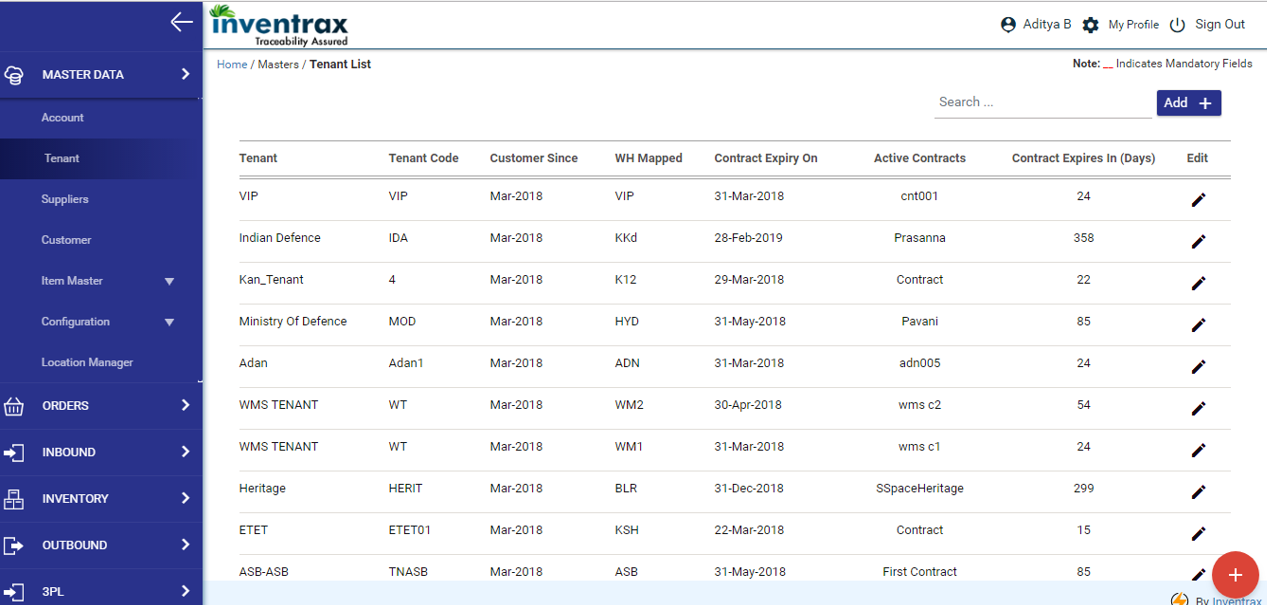 inventrax
Traceability Assured
Aditya B My Profile Sign Out
MASTER DATA
Account
Tenant
Suppliers
Customer
Item Master
Configuration
Location Manager
ORDERS
INBOUND
INVENTORY
OUTBOUND
3PL
Home / Masters / Tenant List
Note: __ Indicates Mandatory Fields
Search ...
Add +
Tenant Tenant Code Customer Since WH Mapped Contract Expiry On Active Contracts Contract Expires In (Days) Edit
VIP VIP Mar-2018 VIP 31-Mar-2018 cnt001 24
Indian Defence IDA Mar-2018 KKd 28-Feb-2019 Prasanna 358
Kan_Tenant 4 Mar-2018 K12 29-Mar-2018 Contract 22
Ministry Of Defence MOD Mar-2018 HYD 31-May-2018 Pavani 85
Adan Adan1 Mar-2018 ADN 31-Mar-2018 adn005 24
WMS TENANT WT Mar-2018 WM2 30-Apr-2018 wms c2 54
WMS TENANT WT Mar-2018 WM1 31-Mar-2018 wms c1 24
Heritage HERIT Mar-2018 BLR 31-Dec-2018 SSpaceHeritage 299
ETET ETET01 Mar-2018 KSH 22-Mar-2018 Contract 15
ASB-ASB TNASB Mar-2018 ASB 31-May-2018 First Contract 85
+
By Inventrax